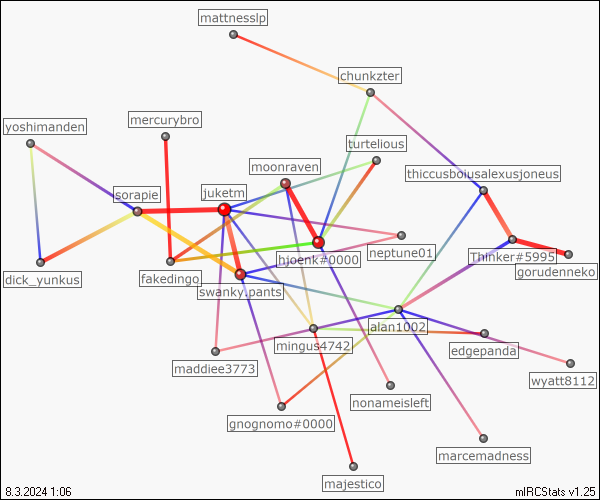 mattnesslp
chunkzter
mercurybro
yoshimanden
turtelious
moonraven
thiccusboiusalexusjoneus
sorapie
juketm
neptune01
hjoenk#0000
Thinker#5995
dick_yunkus
fakedingo
gorudenneko
swanky.pants
alan1002
mingus4742
edgepanda
maddiee3773
wyatt8112
nonameisleft
gnognomo#0000
marcemadness
majestico
8.3.2024 1:06
mIRCStats v1.25